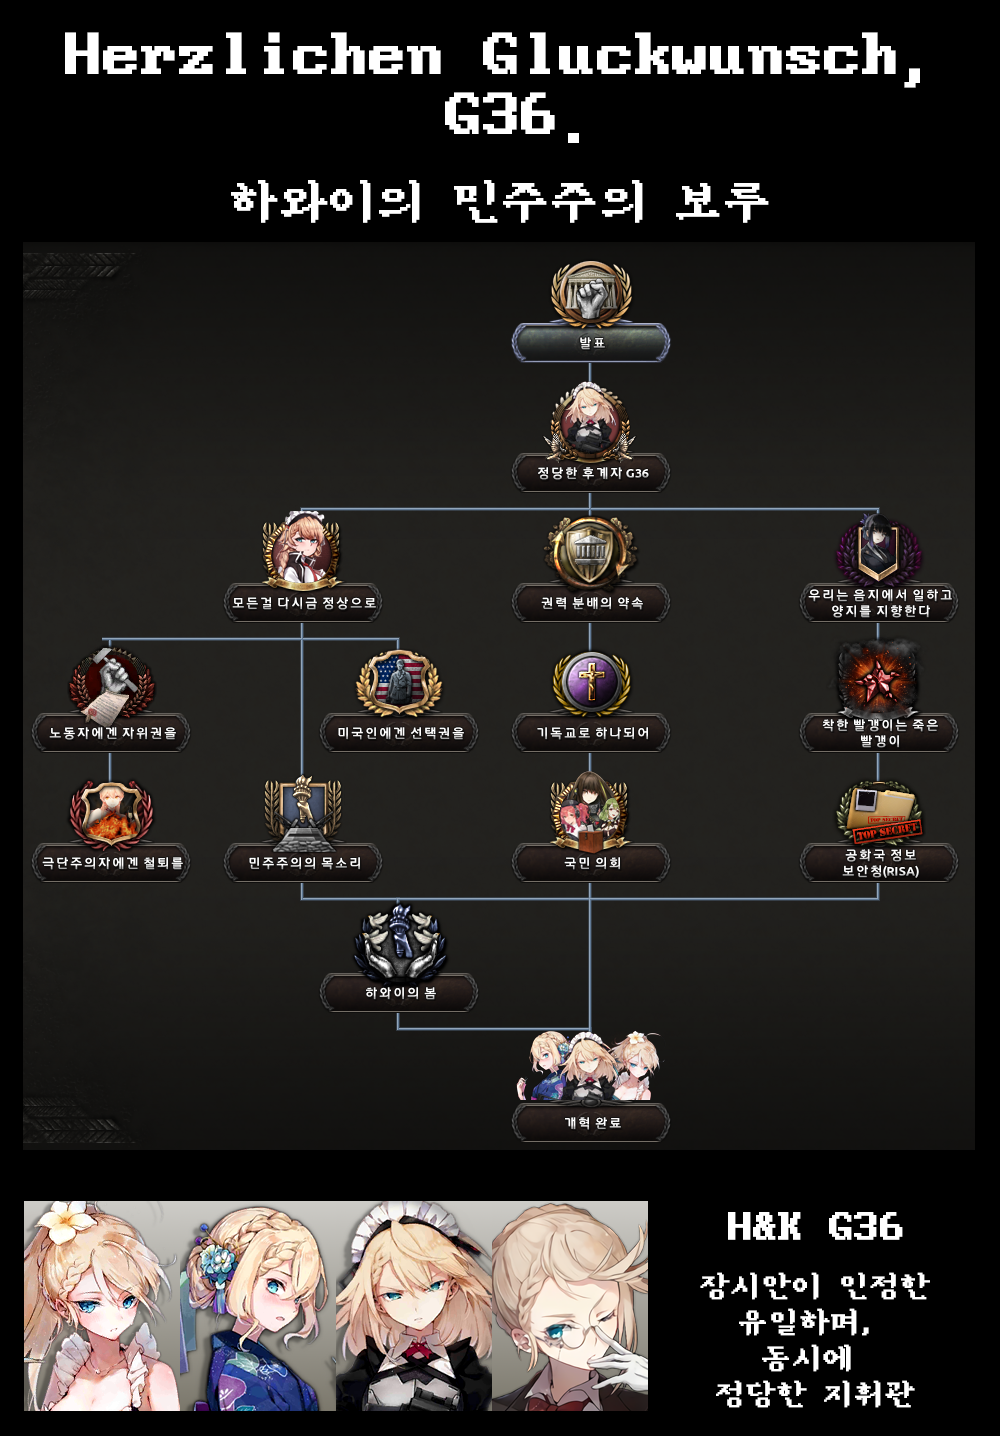 Herzlichen Gluckwunsch,
G36.
하와이의 민주주의 보루
발표
정당한 후계자 G36
모든걸 다시금 정상으로
권력 분배의 약속
우리는 음지에서 일하고
양지를 지향한다
노동자에겐 자위권을
미국인에겐 선택권을
기독교로 하나되어
착한 빨갱이는 죽은
빨갱이
극단주의자에겐 철퇴를
민주주의의 목소리
국민 의회
TOP SECRET
TOP SECRET
공화국 정보
보안청(RISA)
하와이의 봄
개혁 완료
H&K G36
장시안이 인정한
유일하며,
동시에
정당한 지휘관